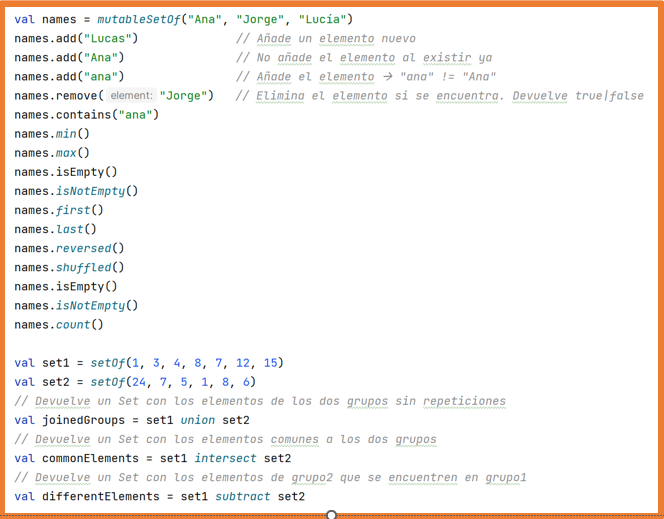 val names = mutableSetOf("Ana", "Jorge", "Lucía")
names.add("Lucas") // Añade un elemento nuevo
names.add("Ana") // No añade el elemento al existir ya
names.add("ana") // Añade el elemento → "ana" != "Ana"
names.remove( element: "Jorge") // Elimina el elemento si se encuentra. Devuelve true|false
names.contains("ana")
names.min()
names.max()
names.isEmpty()
names.isNotEmpty()
names.first()
names.last()
names.reversed()
names.shuffled()
names.isEmpty()
names.isNotEmpty()
names.count()
val set1 = setOf(1, 3, 4, 8, 7, 12, 15)
val set2 = setOf(24, 7, 5, 1, 8, 6)
// Devuelve un Set con los elementos de los dos grupos sin repeticiones
val joinedGroups = set1 union set2
// Devuelve un Set con los elementos comunes a los dos grupos
val commonElements = set1 intersect set2
// Devuelve un Set con los elementos de grupo2 que se encuentren en grupo1
val differentElements = set1 subtract set2